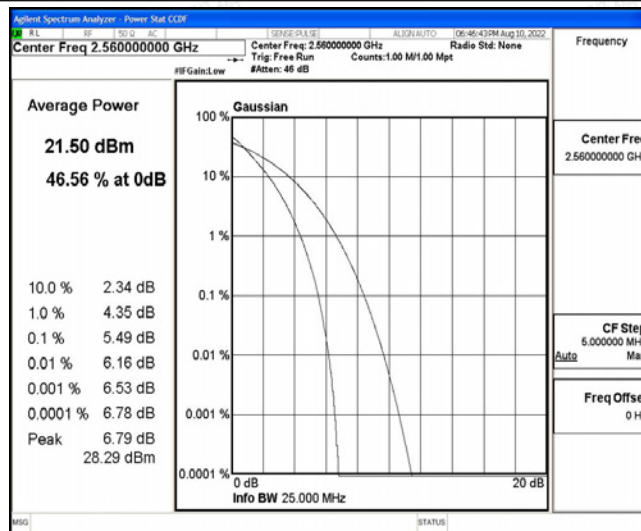 Agilent Spectrum Analyzer - Power Stat CCDF
RL RF 50 Ω AC SENSE:PULSE ALIGN AUTO 06:46:43 PM Aug 10, 2022
Center Freq 2.560000000 GHz
Center Freq: 2.560000000 GHz Radio Std: None
Trig: Free Run Counts:1.00 M/1.00 Mpt
#IFGain:Low #Atten: 46 dB
Frequency
Average Power
21.50 dBm
46.56 % at 0dB
10.0 % 2.34 dB
1.0 % 4.35 dB
0.1 % 5.49 dB
0.01 % 6.16 dB
0.001 % 6.53 dB
0.0001 % 6.78 dB
Peak 6.79 dB
28.29 dBm
Gaussian
100 %
10 %
1 %
0.1 %
0.01 %
0.001 %
0.0001 %
0 dB 20 dB
Info BW 25.000 MHz
Center Fre
2.560000000 GH
CF Step
5.000000 MH
Auto Ma
Freq Offse
0 H
MSG STATUS